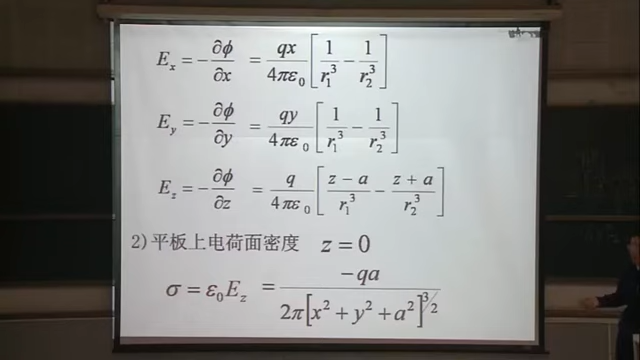 E_x = -∂ϕ/∂x = qx/4πε_0 [1/r_1^3 - 1/r_2^3]
E_y = -∂ϕ/∂y = qy/4πε_0 [1/r_1^3 - 1/r_2^3]
E_z = -∂ϕ/∂z = q/4πε_0 [(z-a)/r_1^3 - (z+a)/r_2^3]
2)平板上电荷面密度 z=0
σ = ε_0E_z = -qa/2π[x^2+y^2+a^2]^{3/2}